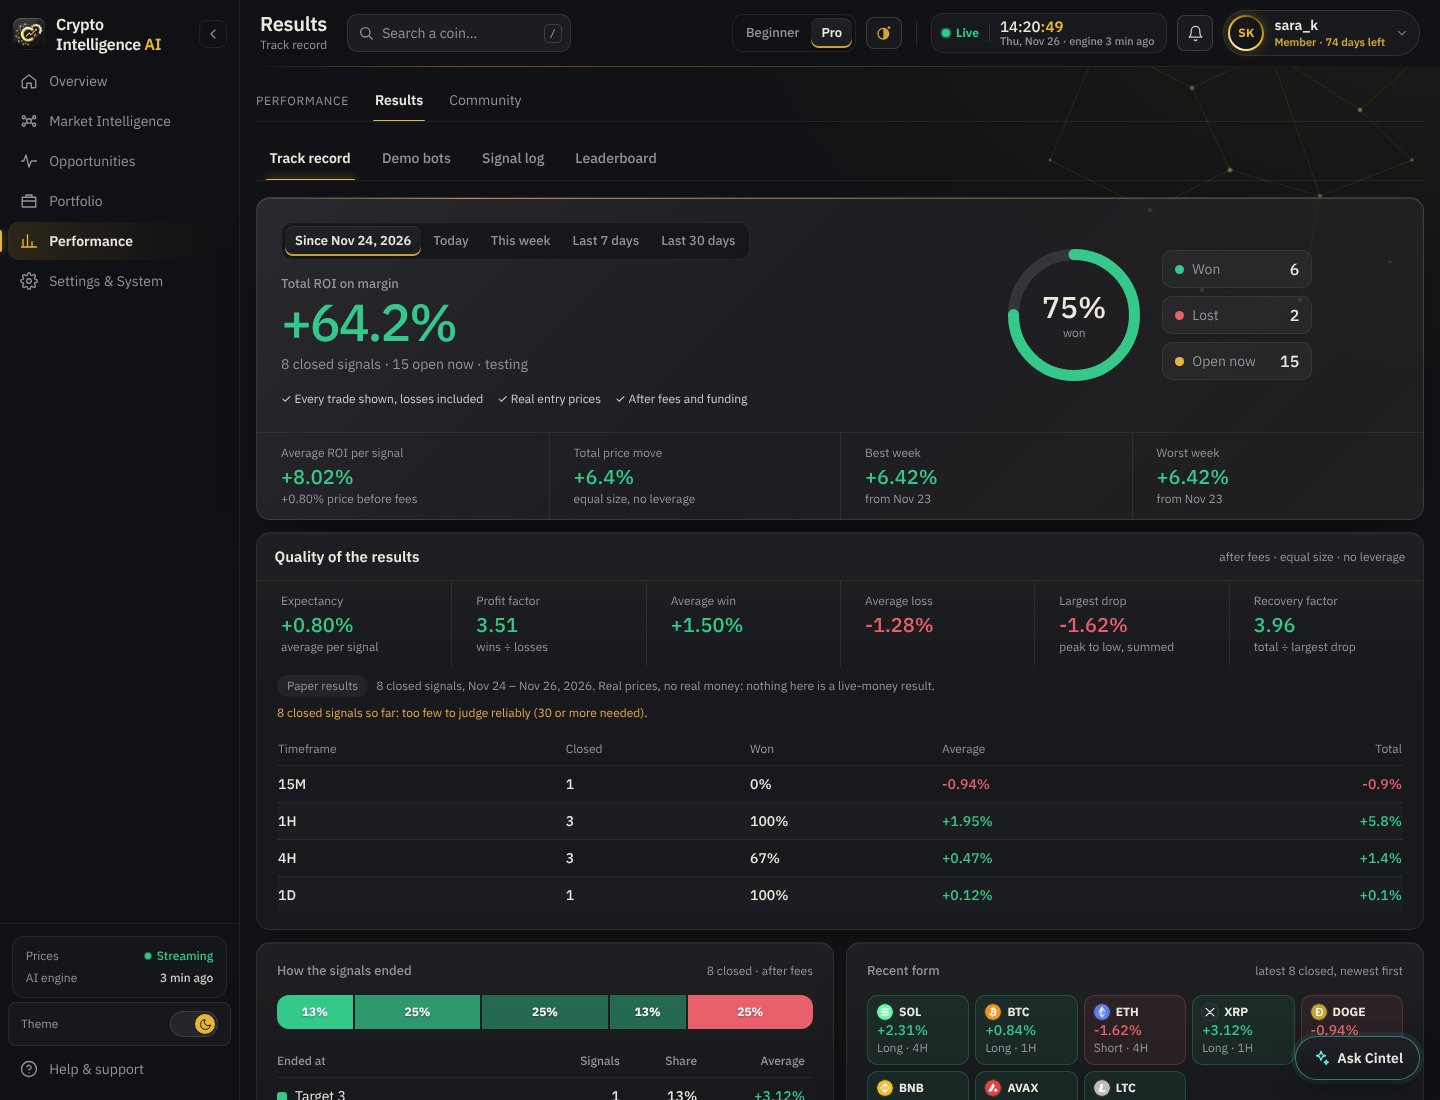 Crypto
Intelligence AI
Overview
Market Intelligence
Opportunities
Portfolio
Performance
Settings & System
Prices
Streaming
AI engine
3 min ago
Theme
Help & support
Results
Track record
Search a coin...
/
Beginner
Pro
Live
14:20:49
Thu, Nov 26 · engine 3 min ago
SK
sara_k
Member · 74 days left
PERFORMANCE
Results
Community
Track record
Demo bots
Signal log
Leaderboard
Since Nov 24, 2026
Today
This week
Last 7 days
Last 30 days
Total ROI on margin
+64.2%
8 closed signals · 15 open now · testing
✓ Every trade shown, losses included
✓ Real entry prices
✓ After fees and funding
75%
won
Won 6
Lost 2
Open now 15
Average ROI per signal
+8.02%
+0.80% price before fees
Total price move
+6.4%
equal size, no leverage
Best week
+6.42%
from Nov 23
Worst week
+6.42%
from Nov 23
Quality of the results
after fees · equal size · no leverage
Expectancy
+0.80%
average per signal
Profit factor
3.51
wins ÷ losses
Average win
+1.50%
Average loss
-1.28%
Largest drop
-1.62%
peak to low, summed
Recovery factor
3.96
total ÷ largest drop
Paper results
8 closed signals, Nov 24 – Nov 26, 2026. Real prices, no real money: nothing here is a live-money result.
8 closed signals so far: too few to judge reliably (30 or more needed).
Timeframe Closed Won Average Total
15M 1 0% -0.94% -0.9%
1H 3 100% +1.95% +5.8%
4H 3 67% +0.47% +1.4%
1D 1 100% +0.12% +0.1%
How the signals ended
8 closed · after fees
13% 25% 25% 13% 25%
Ended at Signals Share Average
Target 3 1 13% +3.12%
Recent form
latest 8 closed, newest first
SOL
+2.31%
Long · 4H
BTC
+0.84%
Long · 1H
ETH
-1.62%
Short · 4H
XRP
+3.12%
Long · 1H
DOGE
-0.94%
BNB
AVAX
LTC
Ask Cintel